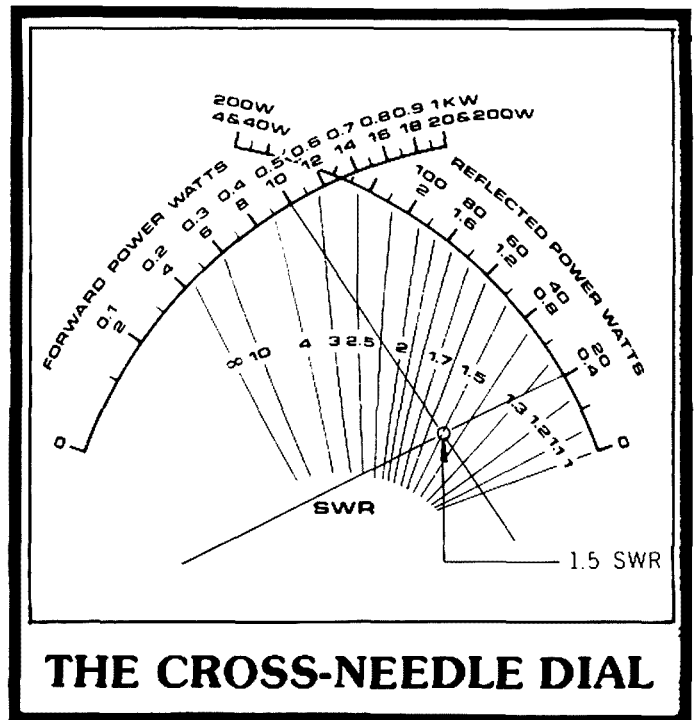 200W
4&40W
0.1 0.2 0.3 0.4 0.5 0.6 0.7 0.8 0.9 1KW
2 4 6 8 10 12 14 16 18 20&200W
FORWARD POWER WATTS
REFLECTED POWER WATTS
100 80 60 40 20
2 1.6 1.2 0.8 0.4
0
0
∞ 10 4 3 2.5 2 1.7 1.5 1.3 1.2 1.1 1
SWR
1.5 SWR
THE CROSS-NEEDLE DIAL